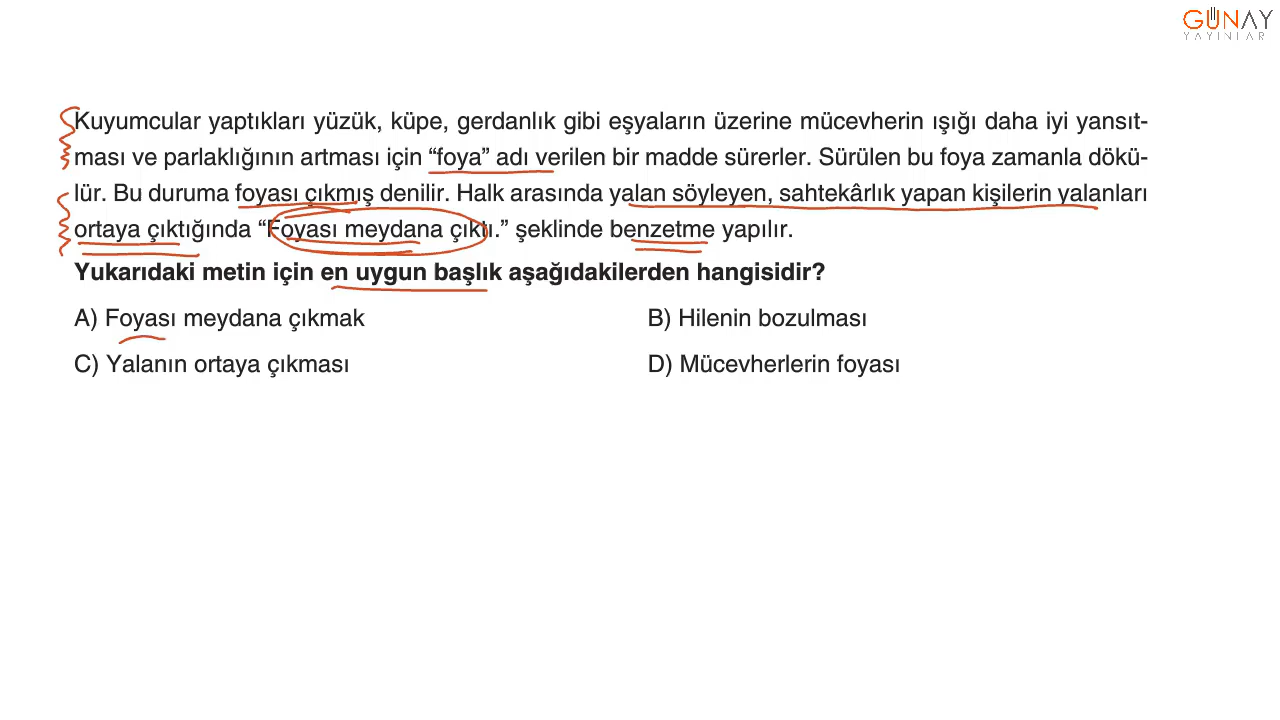 GÜNAY
YAYINLARI
Kuyumcular yaptıkları yüzük, küpe, gerdanlık gibi eşyaların üzerine mücevherin ışığı daha iyi yansıt-
ması ve parlaklığının artması için “foya” adı verilen bir madde sürerler. Sürülen bu foya zamanla dökü-
lür. Bu duruma foyası çıkmış denilir. Halk arasında yalan söyleyen, sahtekârlık yapan kişilerin yalanları
ortaya çıktığında “Foyası meydana çıktı.” şeklinde benzetme yapılır.
Yukarıdaki metin için en uygun başlık aşağıdakilerden hangisidir?
A) Foyası meydana çıkmak
B) Hilenin bozulması
C) Yalanın ortaya çıkması
D) Mücevherlerin foyası